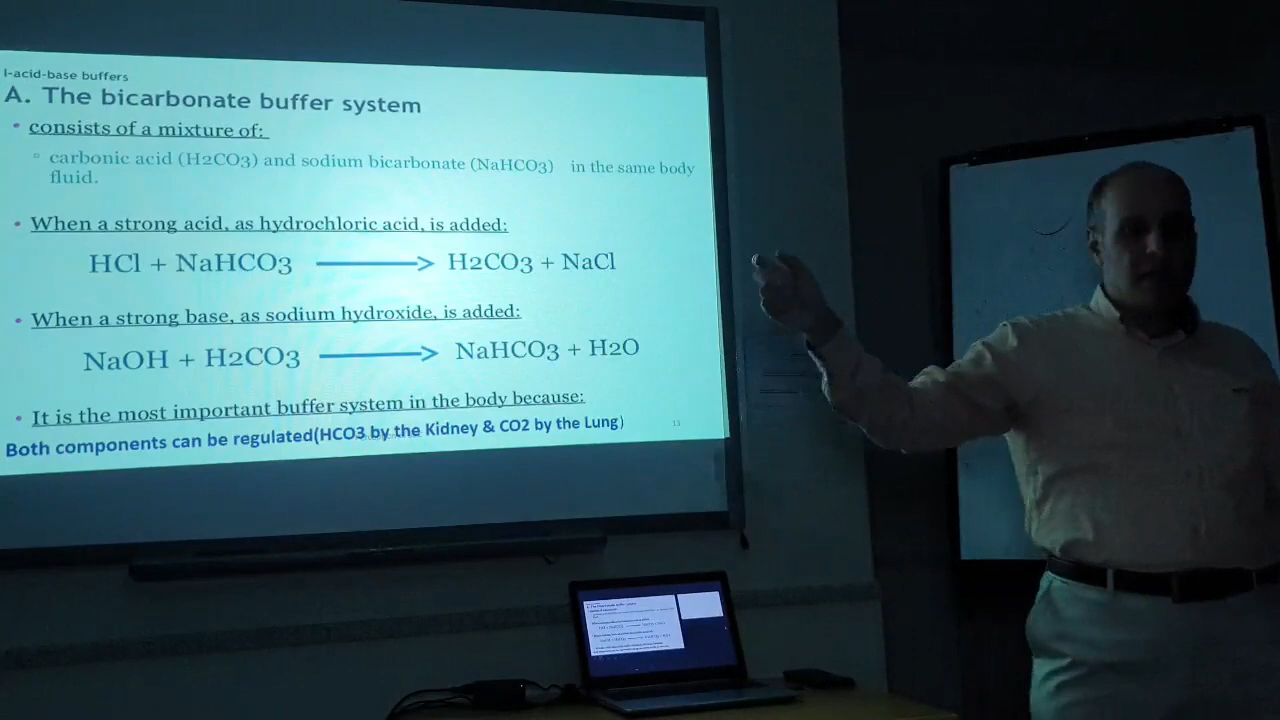 I-acid-base buffers
A. The bicarbonate buffer system
• consists of a mixture of:
▫ carbonic acid (H2CO3) and sodium bicarbonate (NaHCO3) in the same body
fluid.
• When a strong acid, as hydrochloric acid, is added:
HCl + NaHCO3 ⟶ H2CO3 + NaCl
• When a strong base, as sodium hydroxide, is added:
NaOH + H2CO3 ⟶ NaHCO3 + H2O
• It is the most important buffer system in the body because:
Both components can be regulated(HCO3 by the Kidney & CO2 by the Lung)
13